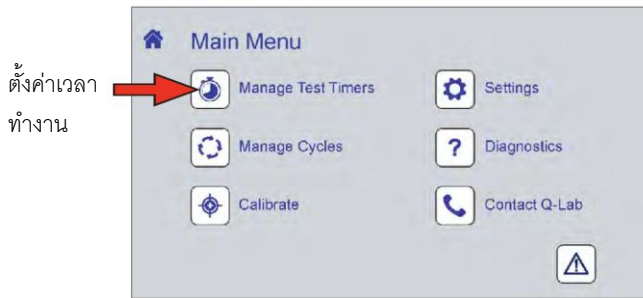 Main Menu
ตั้งค่าเวลา
ทำงาน
Manage Test Timers
Settings
Manage Cycles
? Diagnostics
Calibrate
Contact Q-Lab